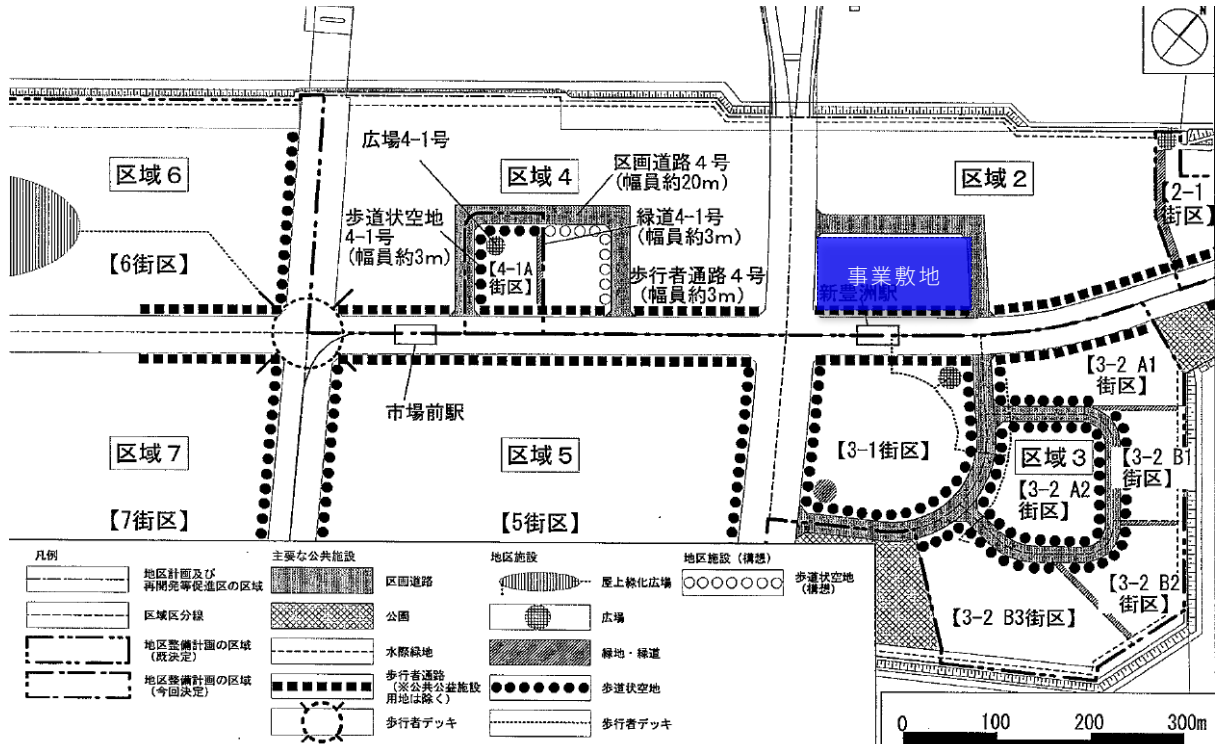 N
広場4-1号
区域6
区域4
区画道路4号
(幅員約20m)
区域2
【2-1
街区】
歩道状空地
4-1号
(幅員約3m)
緑道4-1号
(幅員約3m)
【4-1A
街区】
歩行者通路4号
(幅員約3m)
事業敷地
新豊洲駅
【6街区】
市場前駅
【3-2 A1
街区】
区域7
区域5
【3-1街区】
区域3
【3-2 B1
街区】
【3-2 A2
街区】
【7街区】
【5街区】
【3-2 B2
街区】
【3-2 B3街区】
凡例
地区計画及び
再開発等促進区の区域
区域区分線
地区整備計画の区域
(既決定)
地区整備計画の区域
(今回決定)
主要な公共施設
区画道路
公園
水際緑地
歩行者通路
(※公共公益施設
用地は除く)
歩行者デッキ
地区施設
屋上緑化広場
広場
緑地・緑道
歩道状空地
歩行者デッキ
地区施設(構想)
歩道状空地
(構想)
0 100 200 300m